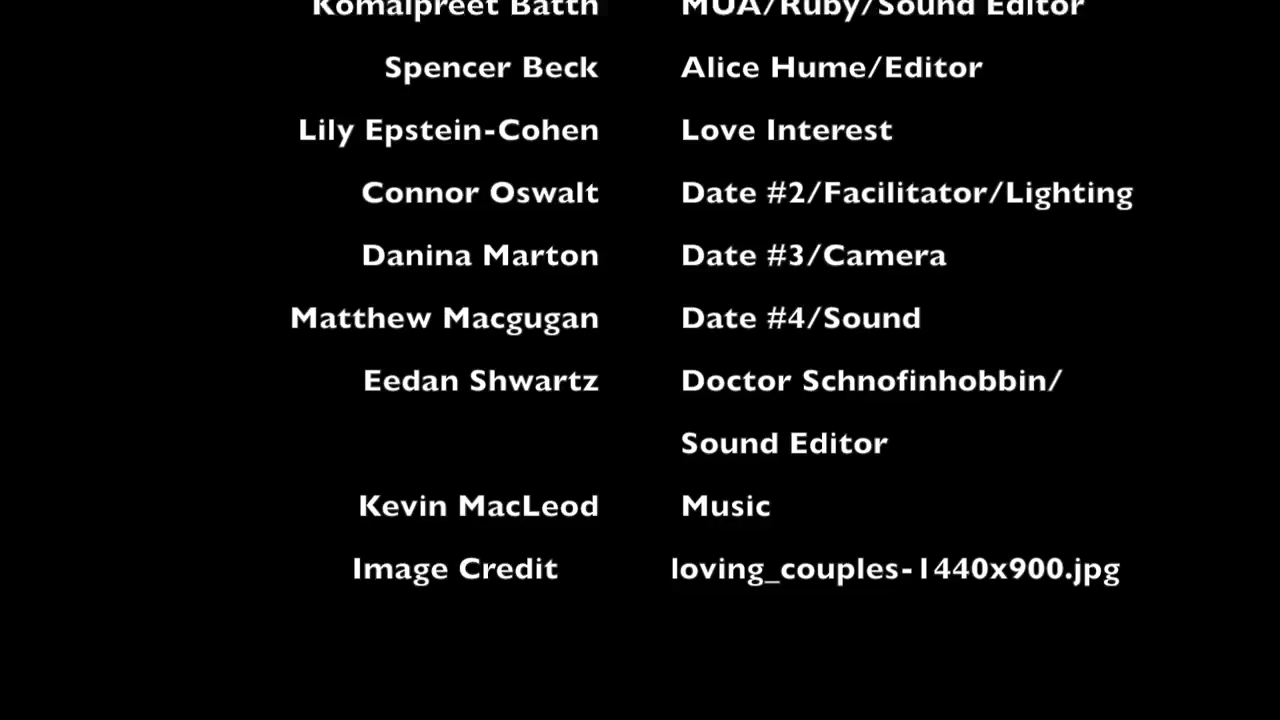 Komalpreet Batth MUA/Ruby/Sound Editor
Spencer Beck Alice Hume/Editor
Lily Epstein-Cohen Love Interest
Connor Oswalt Date #2/Facilitator/Lighting
Danina Marton Date #3/Camera
Matthew Macgugan Date #4/Sound
Eedan Shwartz Doctor Schnofinhobbin/
Sound Editor
Kevin MacLeod Music
Image Credit loving_couples-1440x900.jpg